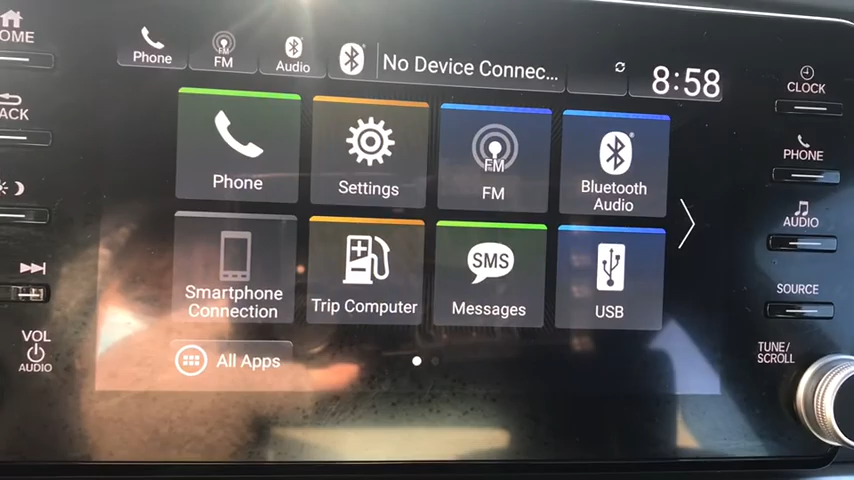 OME
Phone
FM
FM
Audio
No Device Connec...
8:58
CLOCK
ACK
Phone
Settings
FM
FM
Bluetooth
Audio
PHONE
AUDIO
Smartphone
Connection
Trip Computer
SMS
Messages
USB
SOURCE
VOL
AUDIO
All Apps
TUNE/
SCROLL